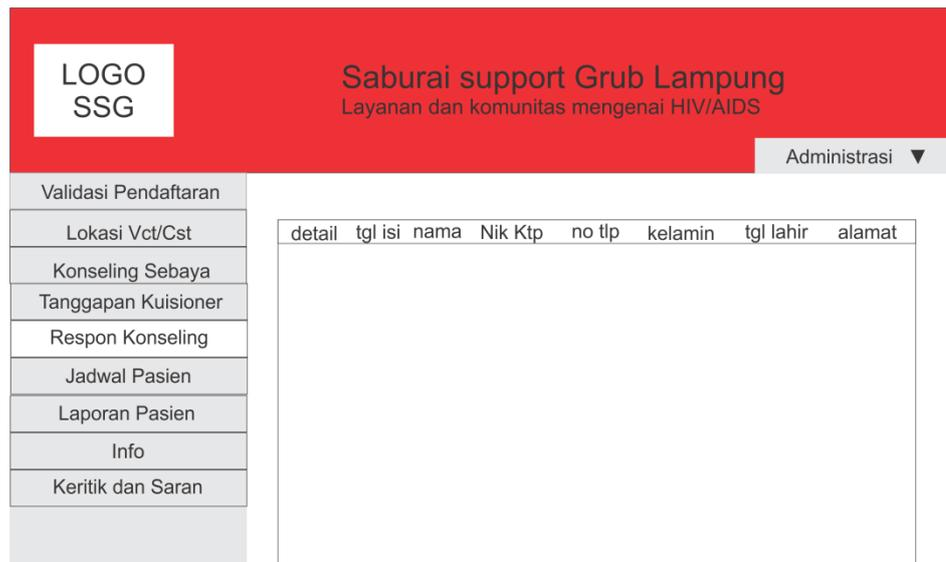 LOGO
SSG
Saburai support Grub Lampung
Layanan dan komunitas mengenai HIV/AIDS
Administrasi ▼
Validasi Pendaftaran
Lokasi Vct/Cst
Konseling Sebaya
Tanggapan Kuisioner
Respon Konseling
Jadwal Pasien
Laporan Pasien
Info
Keritik dan Saran
detail tgl isi nama Nik Ktp no tlp kelamin tgl lahir alamat